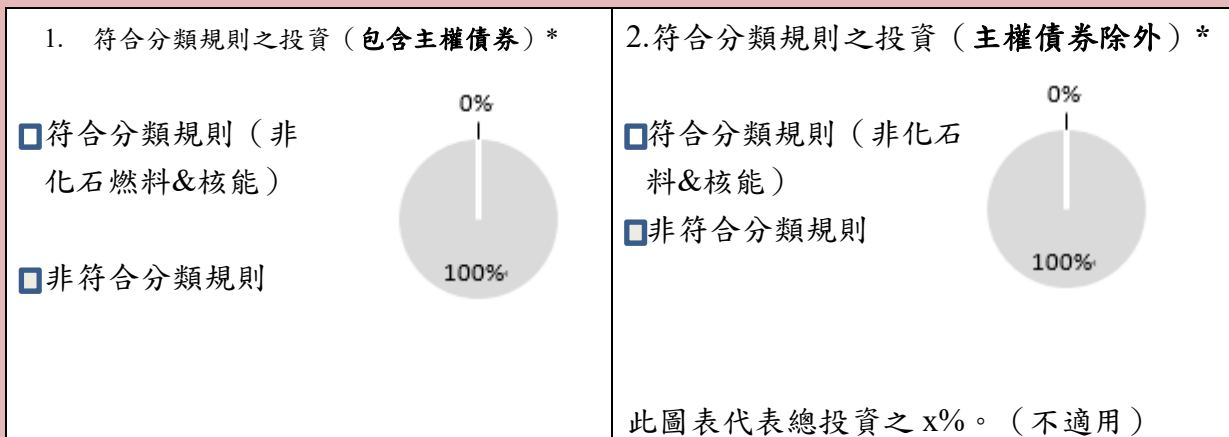 1. 符合分類規則之投資（包含主權債券）*
符合分類規則（非
化石燃料&核能）
非符合分類規則
0%
100%
2.符合分類規則之投資（主權債券除外）*
符合分類規則（非化石
料&核能）
非符合分類規則
0%
100%
此圖表代表總投資之 x%。（不適用）